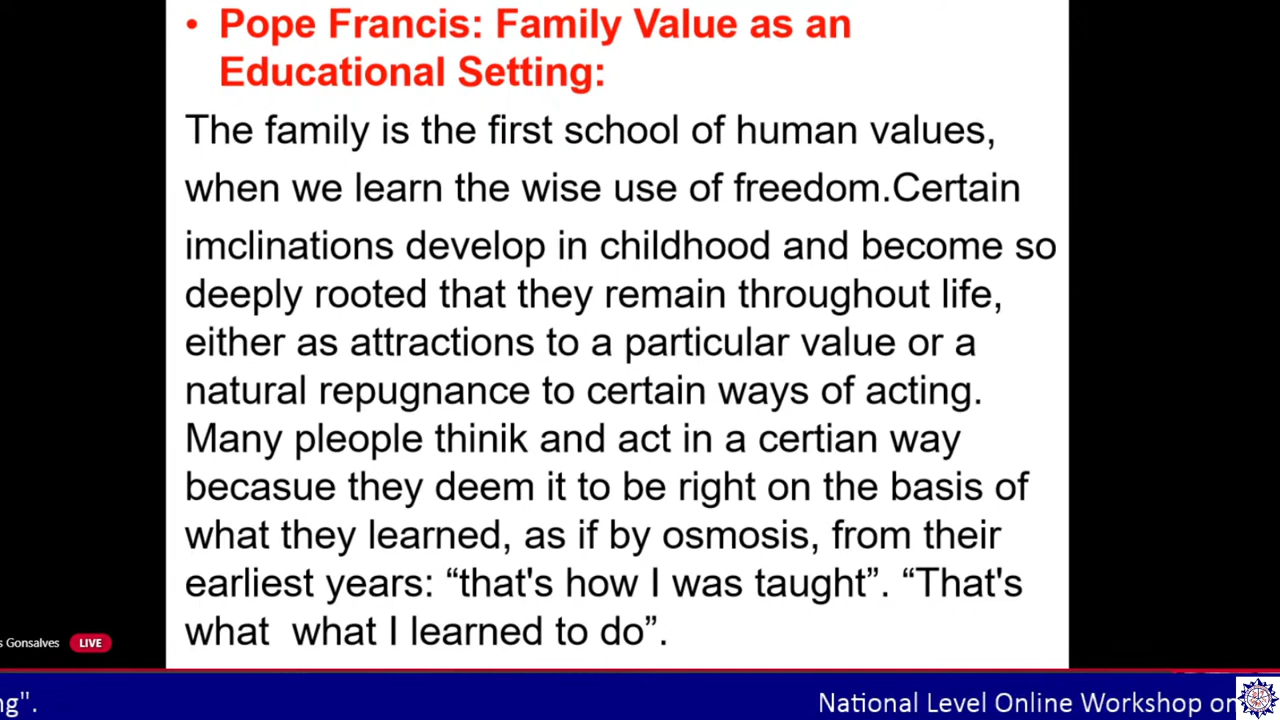 • Pope Francis: Family Value as an
Educational Setting:
The family is the first school of human values,
when we learn the wise use of freedom.Certain
imclinations develop in childhood and become so
deeply rooted that they remain throughout life,
either as attractions to a particular value or a
natural repugnance to certain ways of acting.
Many pleople thinik and act in a certian way
becasue they deem it to be right on the basis of
what they learned, as if by osmosis, from their
earliest years: “that's how I was taught”. “That's
what  what I learned to do”.
s Gonsalves LIVE
ng". National Level Online Workshop on